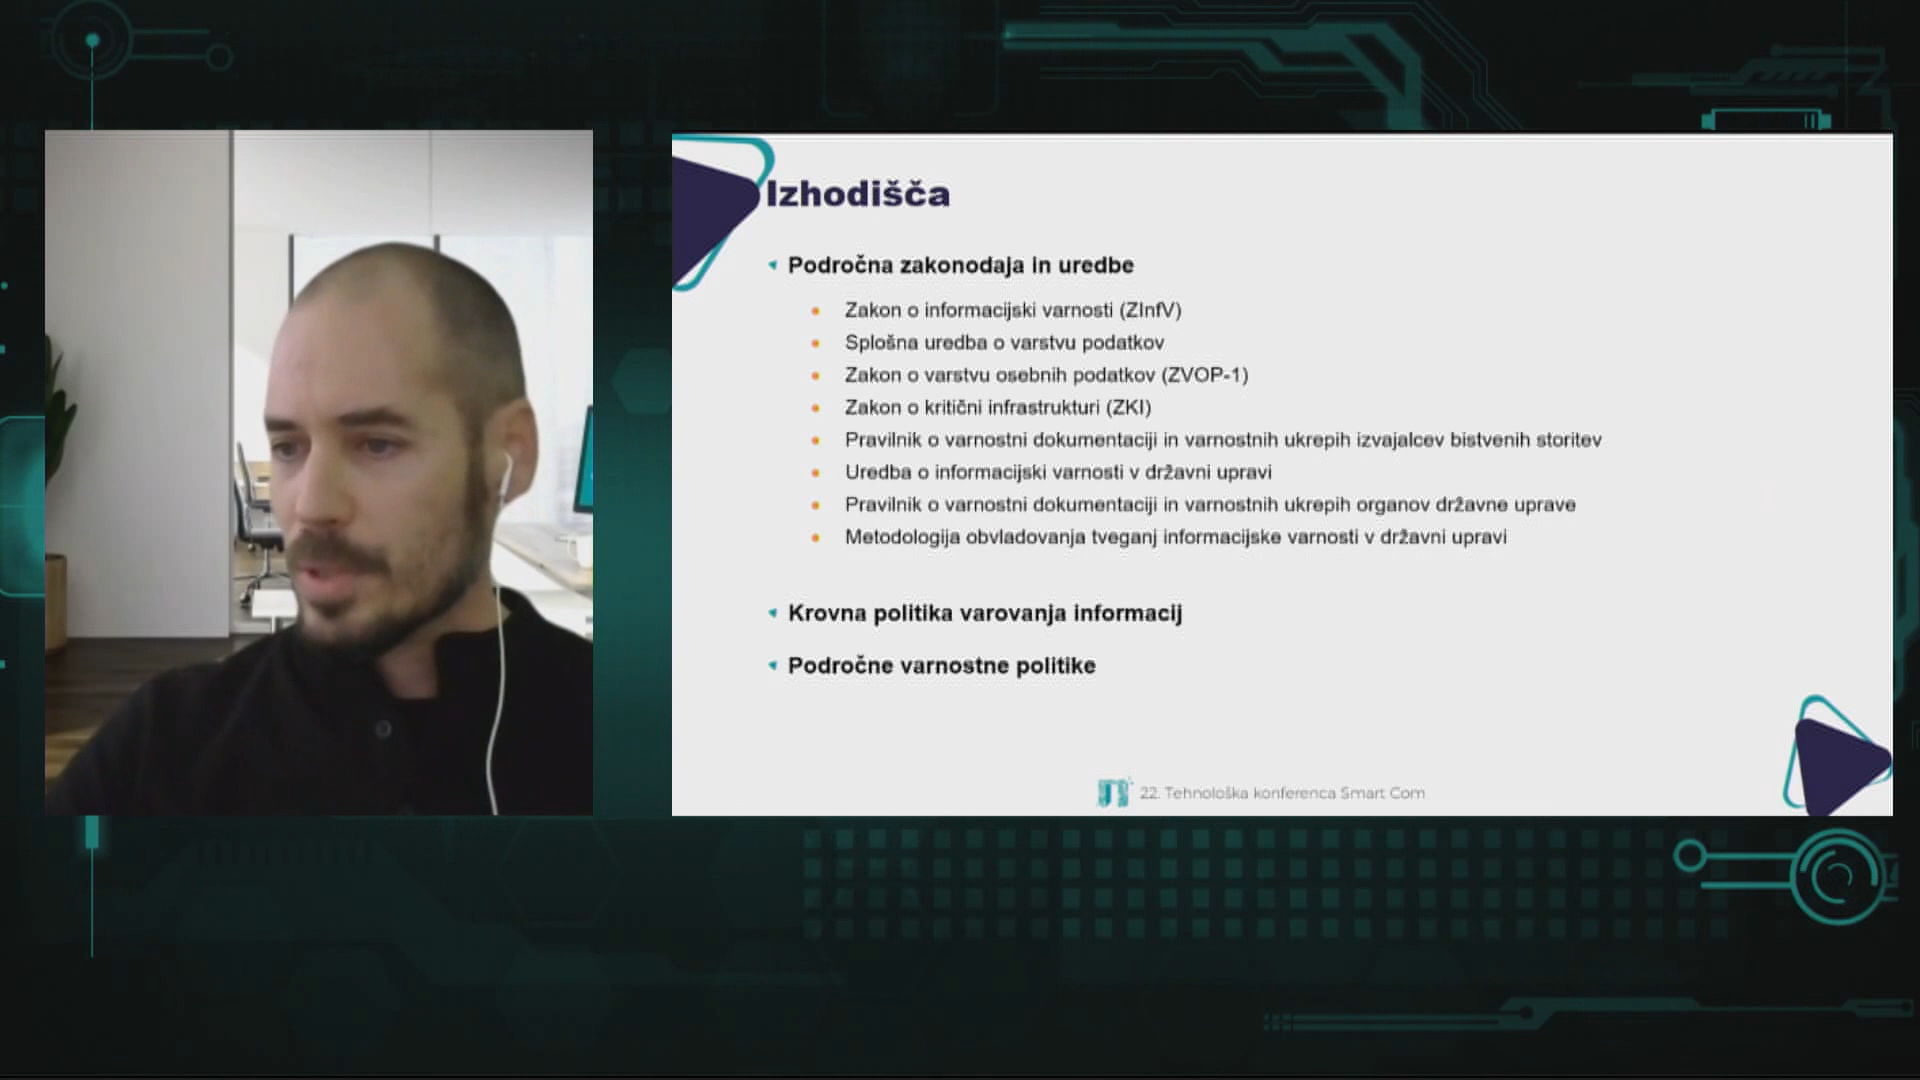 Izhodišča
Področna zakonodaja in uredbe
Zakon o informacijski varnosti (ZInfV)
Splošna uredba o varstvu podatkov
Zakon o varstvu osebnih podatkov (ZVOP-1)
Zakon o kritični infrastrukturi (ZKI)
Pravilnik o varnostni dokumentaciji in varnostnih ukrepih izvajalcev bistvenih storitev
Uredba o informacijski varnosti v državni upravi
Pravilnik o varnostni dokumentaciji in varnostnih ukrepih organov državne uprave
Metodologija obvladovanja tveganj informacijske varnosti v državni upravi
Krovna politika varovanja informacij
Področne varnostne politike
22. Tehnološka konferenca Smart Com